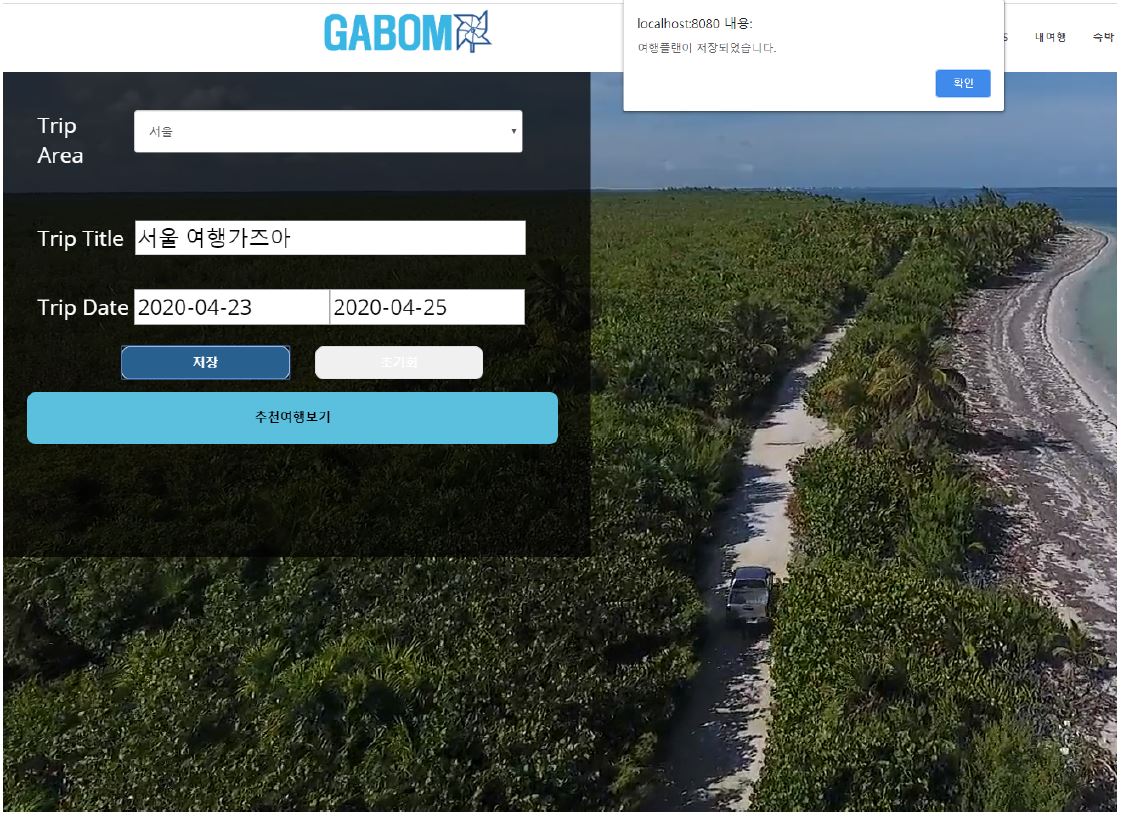 GABOM
localhost:8080 내용:
여행플랜이 저장되었습니다.
확인
S 내여행 숙박
Trip
Area
서울
Trip Title 서울 여행가즈아
Trip Date 2020-04-23 2020-04-25
저장 초기화
추천여행보기